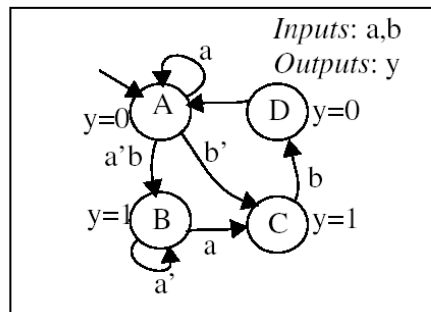 Inputs: a,b
Outputs: y
a
A
D
y=0
y=0
a'b
b'
b
y=1
B
C
y=1
a
a'